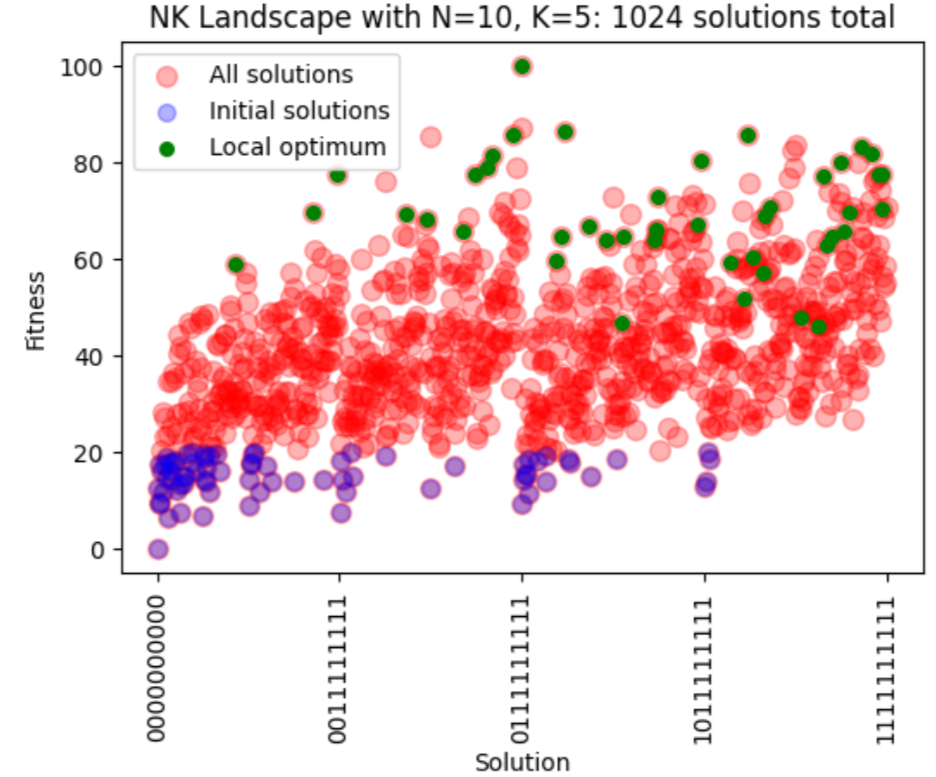 NK Landscape with N=10, K=5: 1024 solutions total
All solutions
Initial solutions
Local optimum
100
80
60
40
20
0
Fitness
0000000000
0011111111
0111111111
1011111111
1111111111
Solution